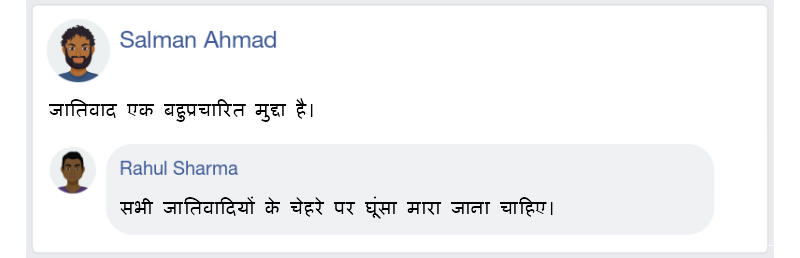 Salman Ahmad
जातिवाद एक बहुप्रचारित मुद्दा है।
Rahul Sharma
सभी जातिवादियों के चेहरे पर घूंसा मारा जाना चाहिए।